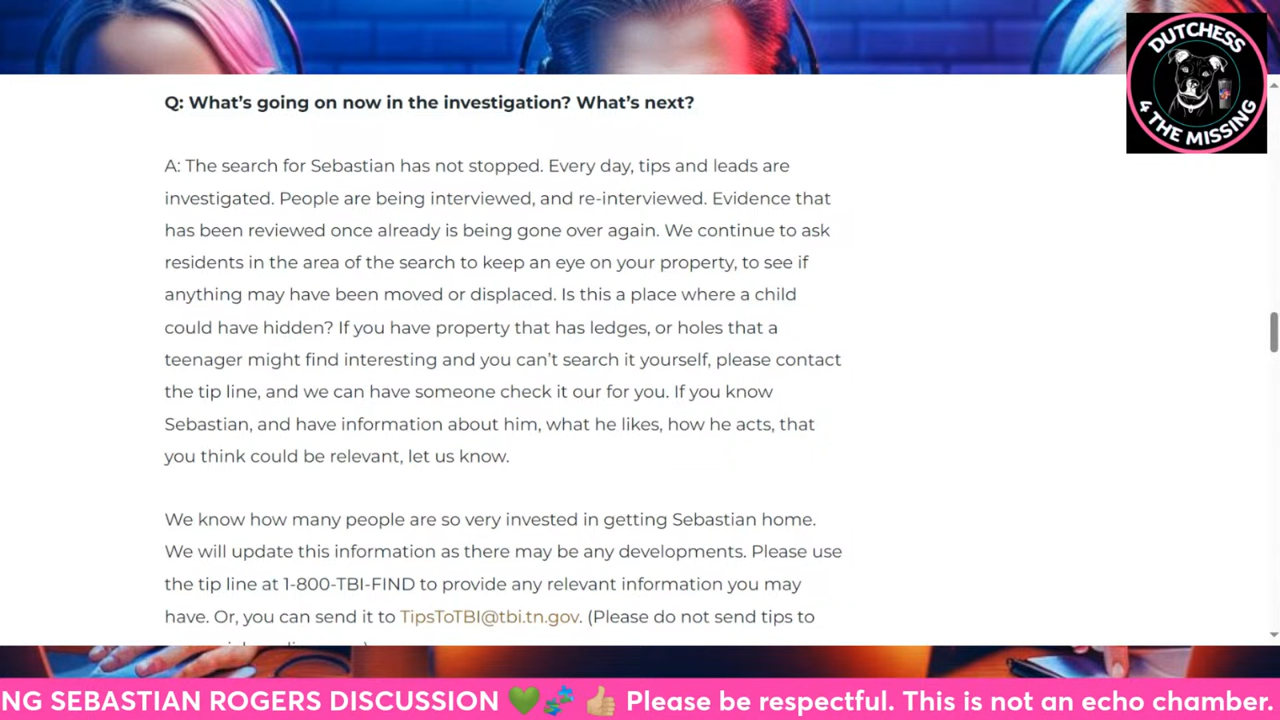 DUTCHESS
4 THE MISSING
Q: What’s going on now in the investigation? What’s next?
A: The search for Sebastian has not stopped. Every day, tips and leads are
investigated. People are being interviewed, and re-interviewed. Evidence that
has been reviewed once already is being gone over again. We continue to ask
residents in the area of the search to keep an eye on your property, to see if
anything may have been moved or displaced. Is this a place where a child
could have hidden? If you have property that has ledges, or holes that a
teenager might find interesting and you can’t search it yourself, please contact
the tip line, and we can have someone check it our for you. If you know
Sebastian, and have information about him, what he likes, how he acts, that
you think could be relevant, let us know.
We know how many people are so very invested in getting Sebastian home.
We will update this information as there may be any developments. Please use
the tip line at 1-800-TBI-FIND to provide any relevant information you may
have. Or, you can send it to TipsToTBI@tbi.tn.gov. (Please do not send tips to
NG SEBASTIAN ROGERS DISCUSSION 💚🧩 👍🏼 Please be respectful. This is not an echo chamber.